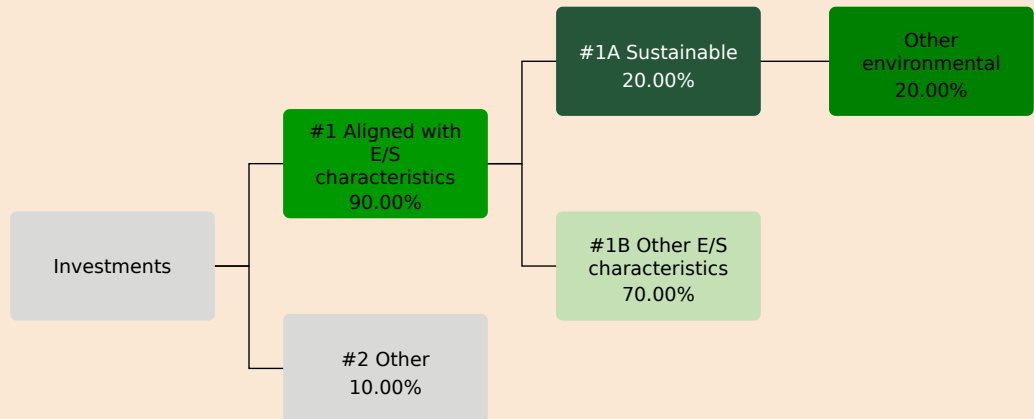 Investments
#1 Aligned with
E/S
characteristics
90.00%
#2 Other
10.00%
#1A Sustainable
20.00%
#1B Other E/S
characteristics
70.00%
Other
environmental
20.00%